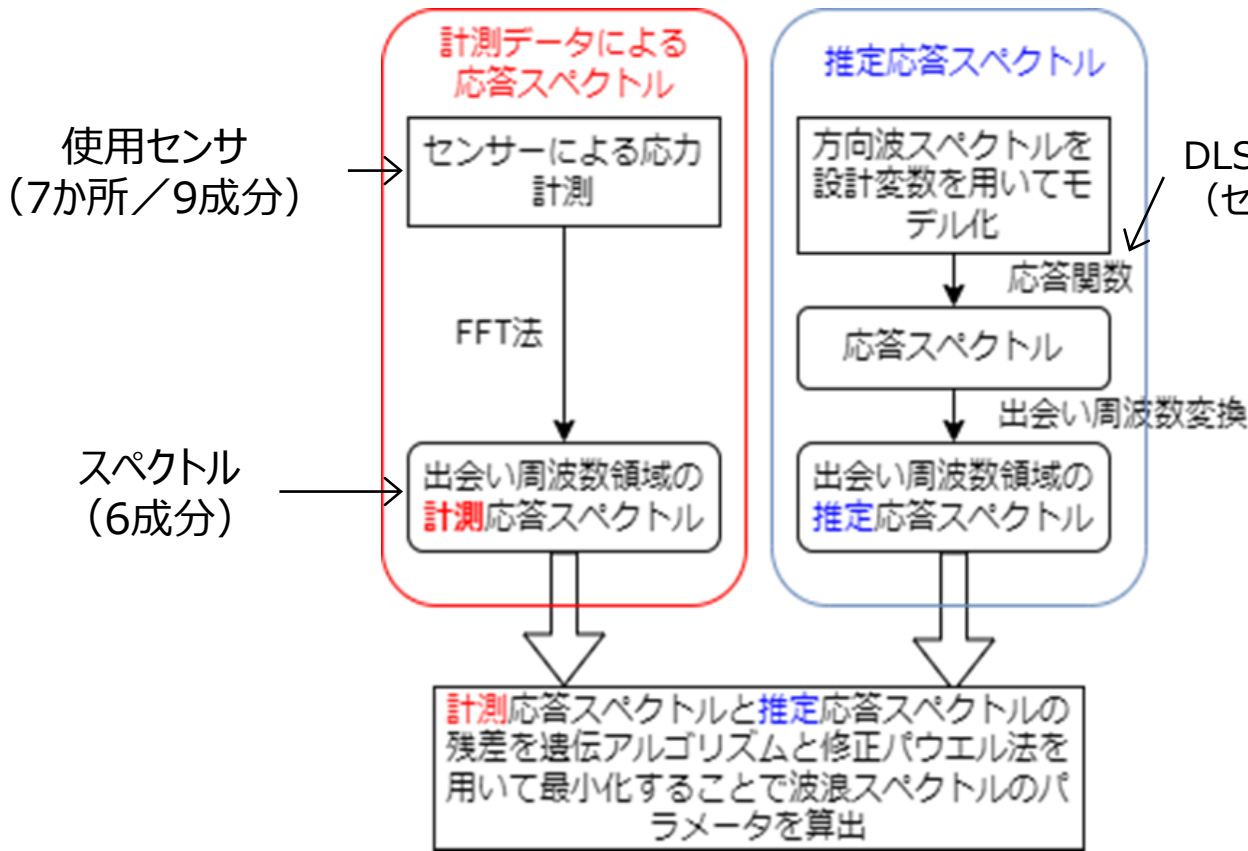 計測データによる
応答スペクトル
推定応答スペクトル
使用センサ
（7か所／9成分）
センサーによる応力
計測
方向波スペクトルを
設計変数を用いてモ
デル化
DLS
（セ
応答関数
FFT法
応答スペクトル
出会い周波数変換
スペクトル
（6成分）
出会い周波数領域の
計測応答スペクトル
出会い周波数領域の
推定応答スペクトル
計測応答スペクトルと推定応答スペクトルの
残差を遺伝アルゴリズムと修正パウエル法を
用いて最小化することで波浪スペクトルのパ
ラメータを算出